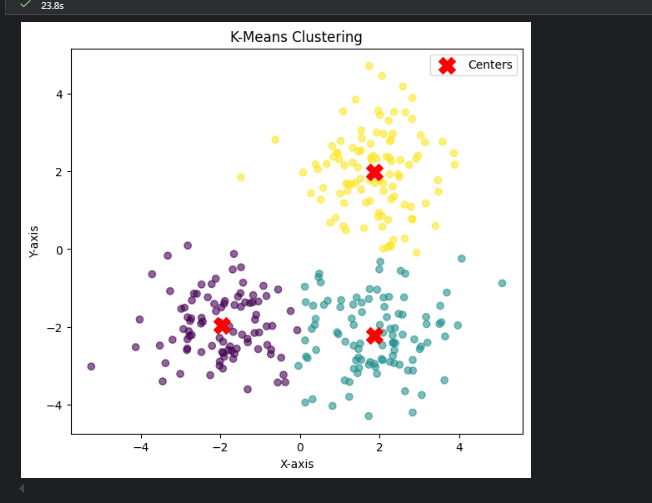 23.8s
K-Means Clustering
Centers
4
2
0
−2
−4
Y-axis
−4
−2
0
2
4
X-axis